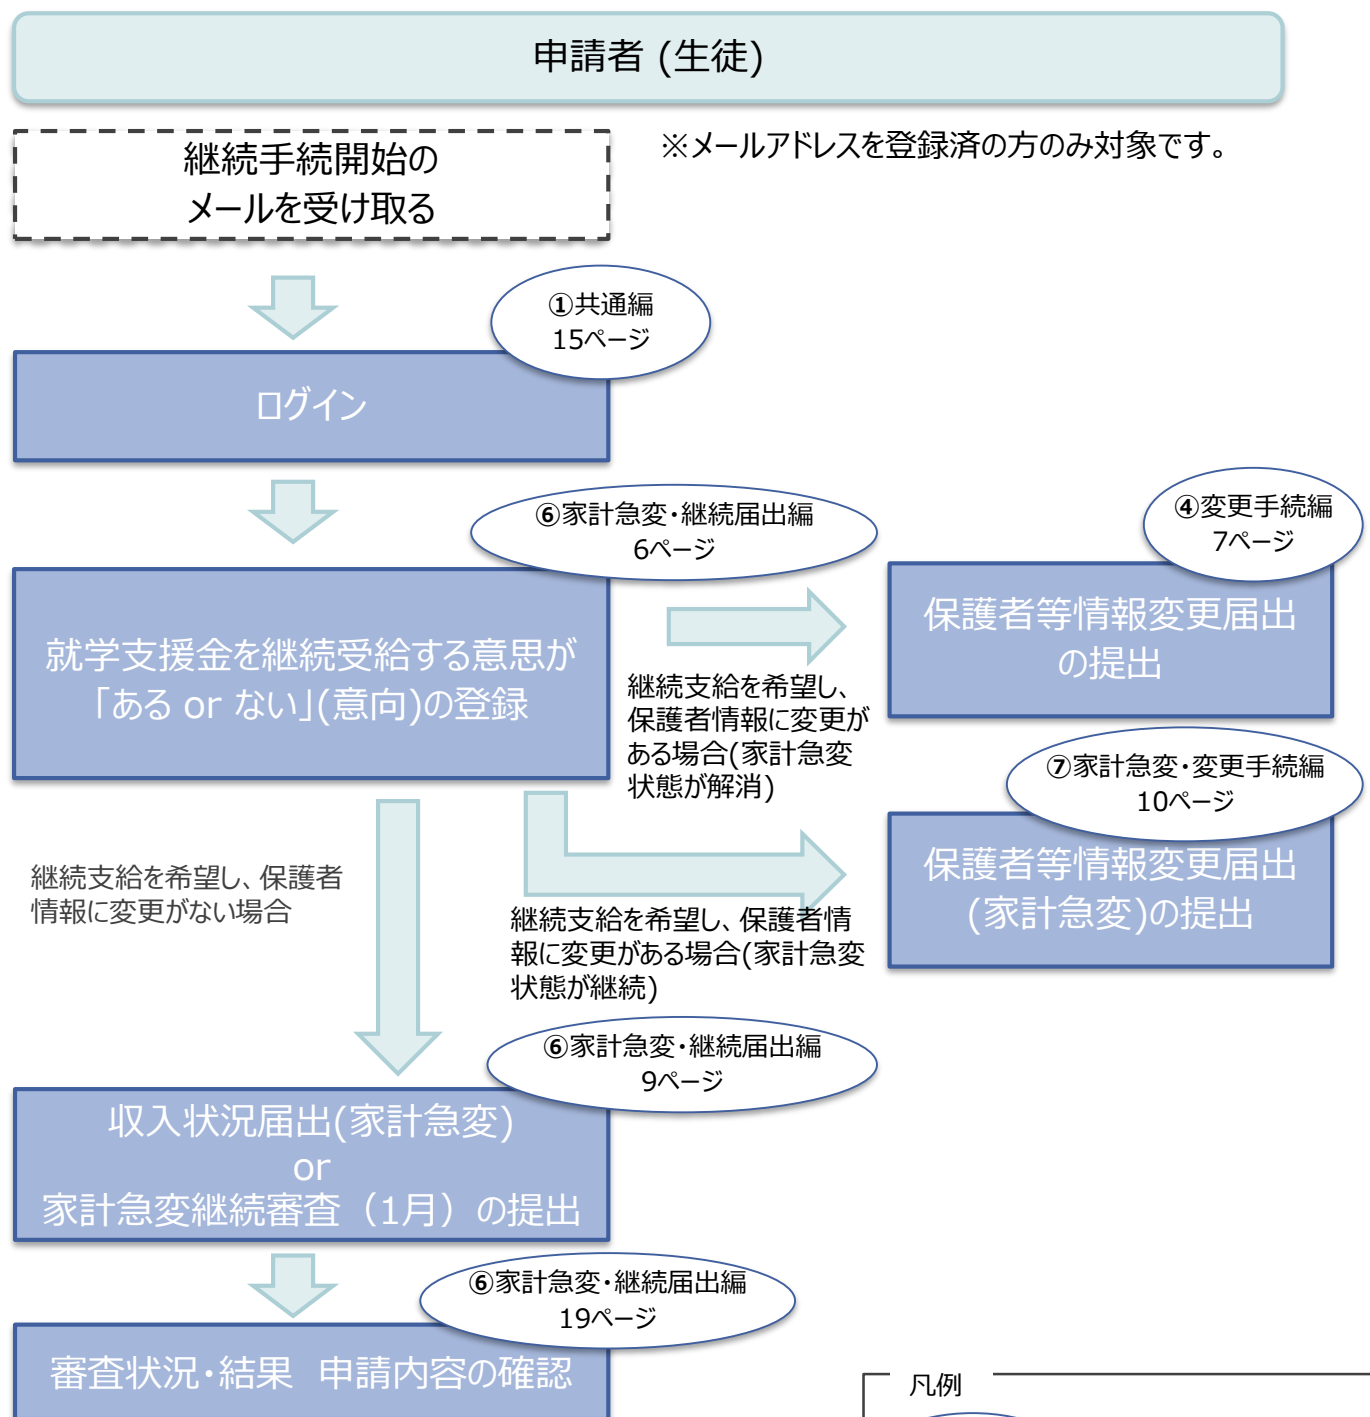 申請者 (生徒)
継続手続開始の
メールを受け取る
※メールアドレスを登録済の方のみ対象です。
①共通編
15ページ
ログイン
⑥家計急変・継続届出編
6ページ
④変更手続編
7ページ
就学支援金を継続受給する意思が
「ある or ない」(意向)の登録
保護者等情報変更届出
の提出
継続支給を希望し、
保護者情報に変更が
ある場合(家計急変
状態が解消)
⑦家計急変・変更手続編
10ページ
保護者等情報変更届出
(家計急変)の提出
継続支給を希望し、保護者
情報に変更がない場合
継続支給を希望し、保護者情
報に変更がある場合(家計急変
状態が継続)
⑥家計急変・継続届出編
9ページ
収入状況届出(家計急変)
or
家計急変継続審査（1月）の提出
⑥家計急変・継続届出編
19ページ
審査状況・結果　申請内容の確認
凡例